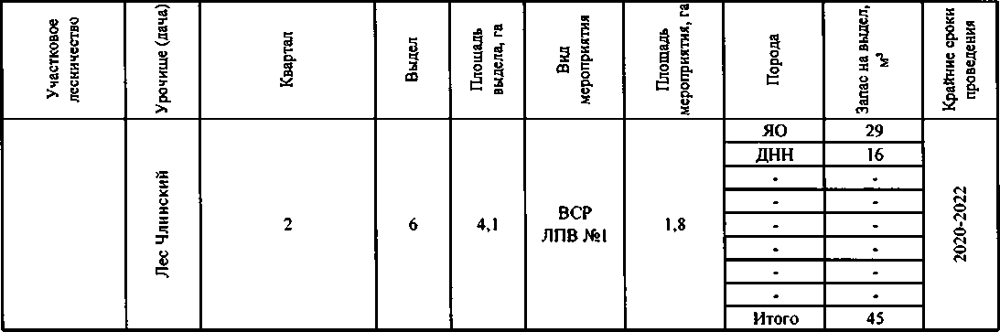 Участковое
лесничество
Урочище (дача)
Квартал
Выдел
Площадь
выдела, га
Вид
мероприятия
Площадь
мероприятия, га
Порода
Запас на выдел,
м³
Крайние сроки
проведения
Лес Члинский
2
6
4,1
ВСР
ЛПВ №1
1,8
ЯО 29
ДНН 16
- -
- -
- -
- -
- -
- -
Итого 45
2020-2022